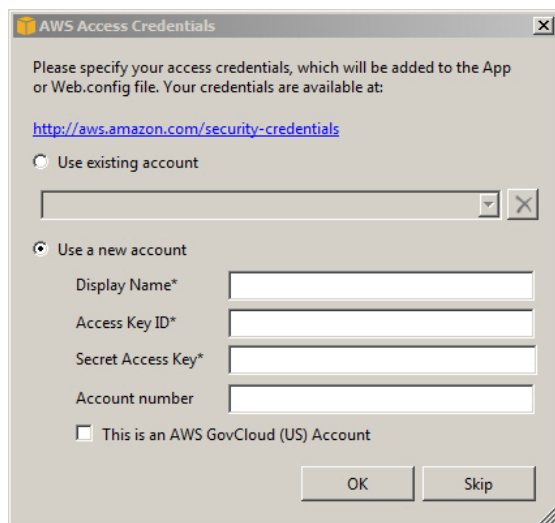 AWS Access Credentials
Please specify your access credentials, which will be added to the App
or Web.config file. Your credentials are available at:
http://aws.amazon.com/security-credentials
Use existing account
Use a new account
Display Name*
Access Key ID*
Secret Access Key*
Account number
This is an AWS GovCloud (US) Account
OK Skip